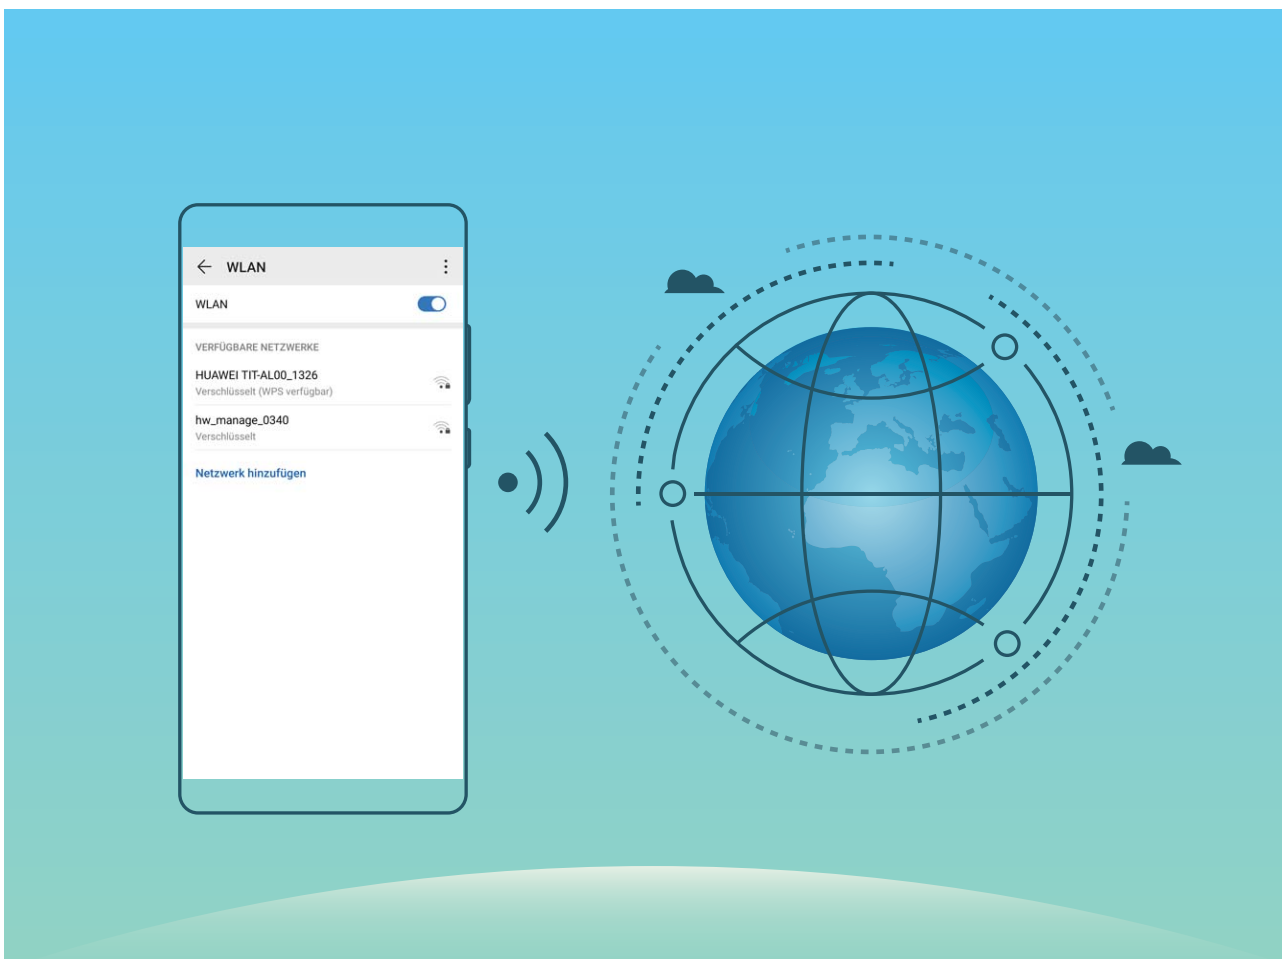 WLAN
WLAN
VERFÜGBARE NETZWERKE
HUAWEI TIT-AL00_1326
Verschlüsselt (WPS verfügbar)
hw_manage_0340
Verschlüsselt
Netzwerk hinzufügen